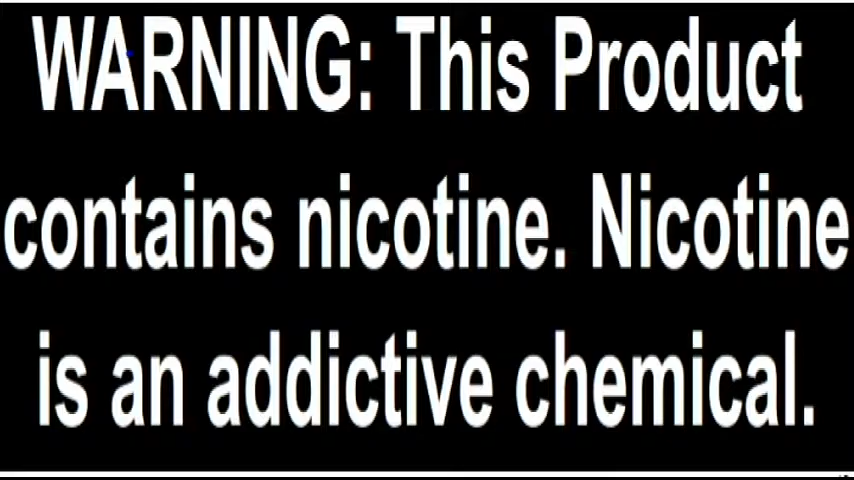 WARNING: This Product
contains nicotine. Nicotine
is an addictive chemical.